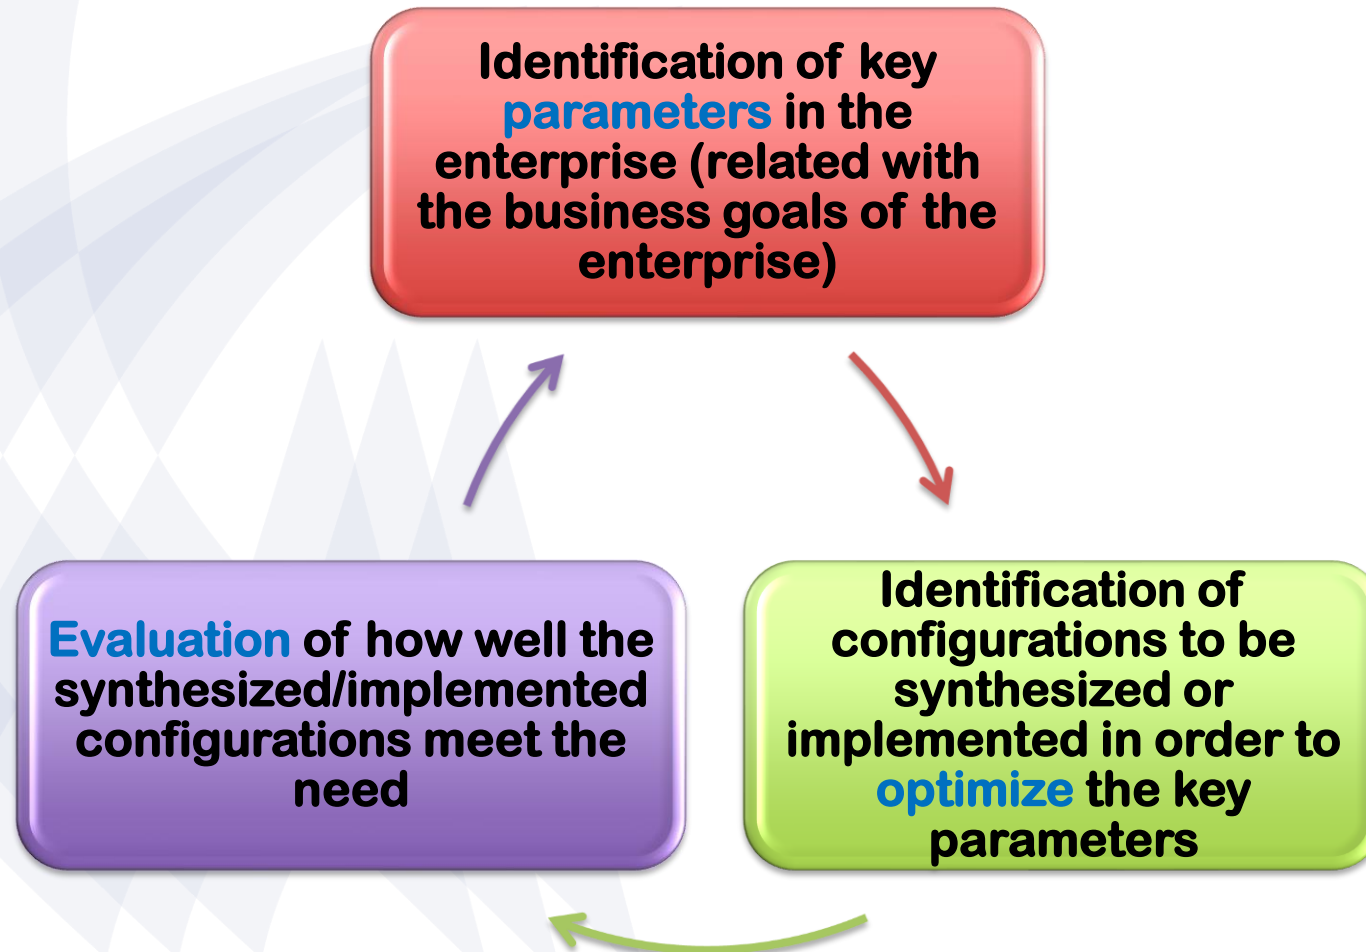 Identification of key
parameters in the
enterprise (related with
the business goals of the
enterprise)
Identification of
configurations to be
synthesized or
implemented in order to
optimize the key
parameters
Evaluation of how well the
synthesized/implemented
configurations meet the
need